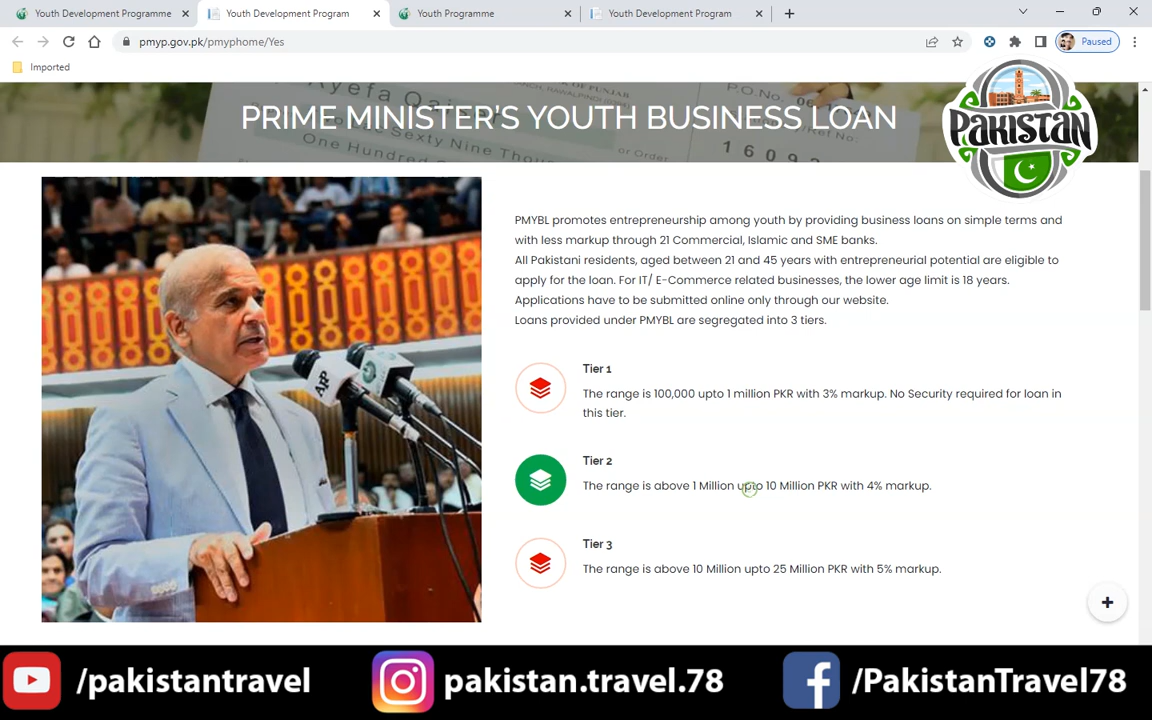 Youth Development Programme
Youth Development Program
Youth Programme
Youth Development Program
pmyp.gov.pk/pmyphome/Yes
Paused
Imported
PRIME MINISTER'S YOUTH BUSINESS LOAN
PAKISTAN
PMYBL promotes entrepreneurship among youth by providing business loans on simple terms and
with less markup through 21 Commercial, Islamic and SME banks.
All Pakistani residents, aged between 21 and 45 years with entrepreneurial potential are eligible to
apply for the loan. For IT/ E-Commerce related businesses, the lower age limit is 18 years.
Applications have to be submitted online only through our website.
Loans provided under PMYBL are segregated into 3 tiers.
Tier 1
The range is 100,000 upto 1 million PKR with 3% markup. No Security required for loan in
this tier.
Tier 2
The range is above 1 Million upto 10 Million PKR with 4% markup.
Tier 3
The range is above 10 Million upto 25 Million PKR with 5% markup.
APP
/pakistantravel
pakistan.travel.78
/PakistanTravel78